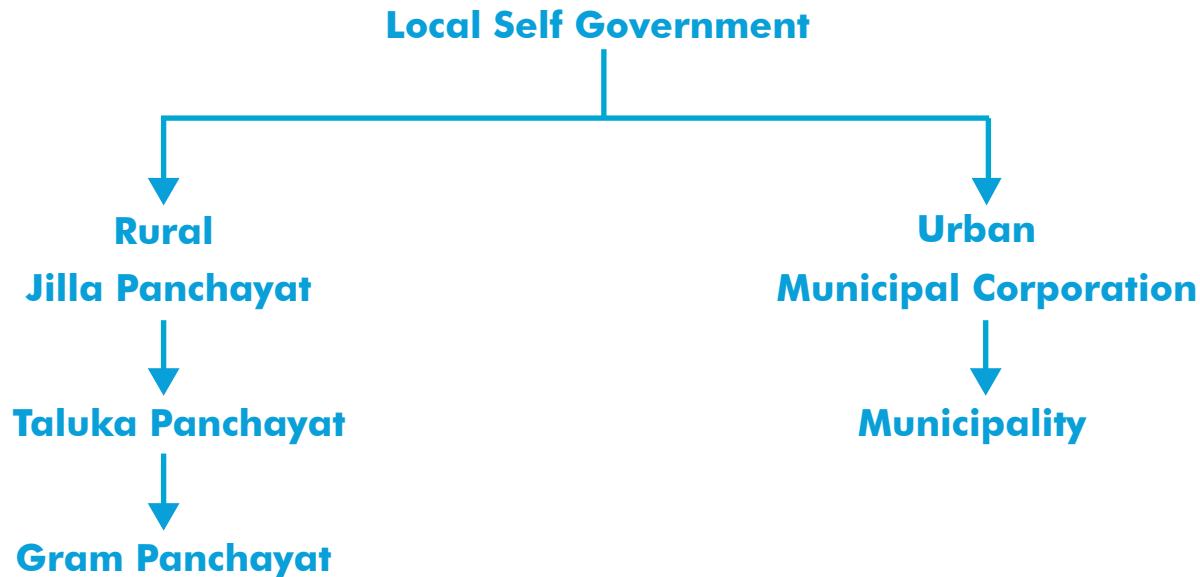 Local Self Government
Rural
Urban
Jilla Panchayat
Municipal Corporation
Taluka Panchayat
Municipality
Gram Panchayat